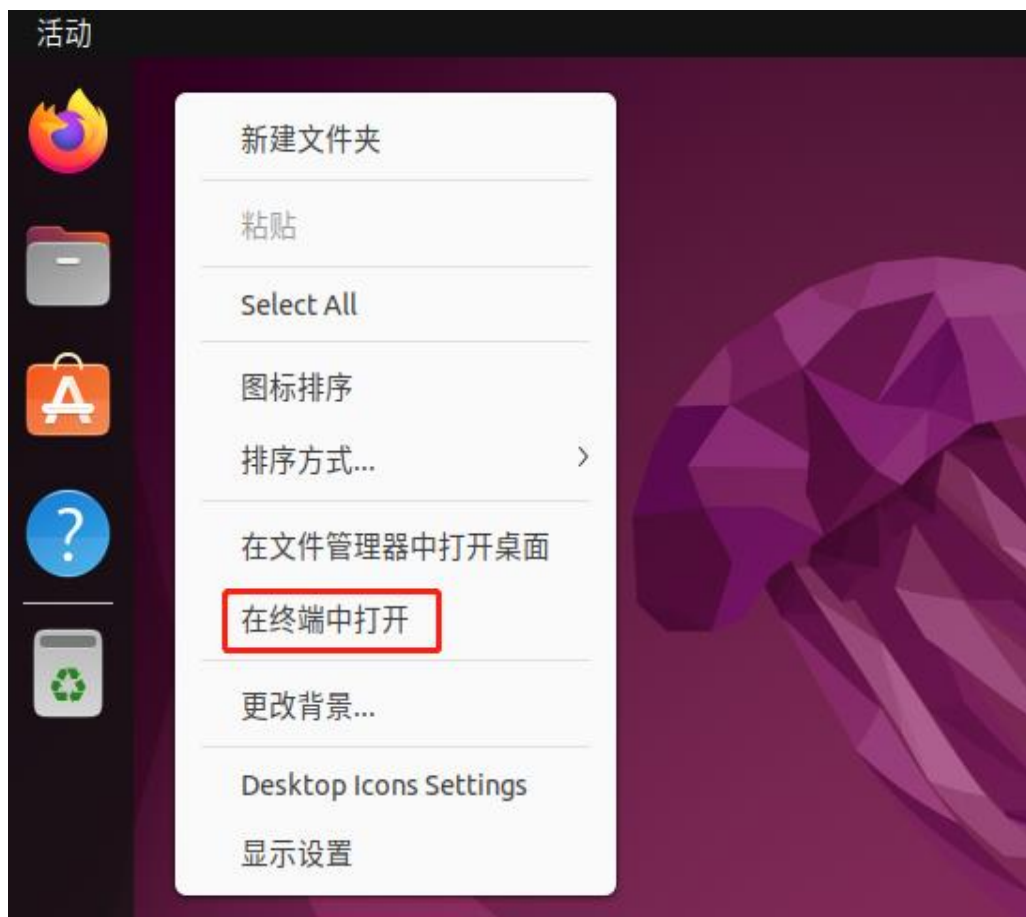 活动
新建文件夹
粘贴
Select All
图标排序
排序方式...
在文件管理器中打开桌面
在终端中打开
更改背景...
Desktop Icons Settings
显示设置